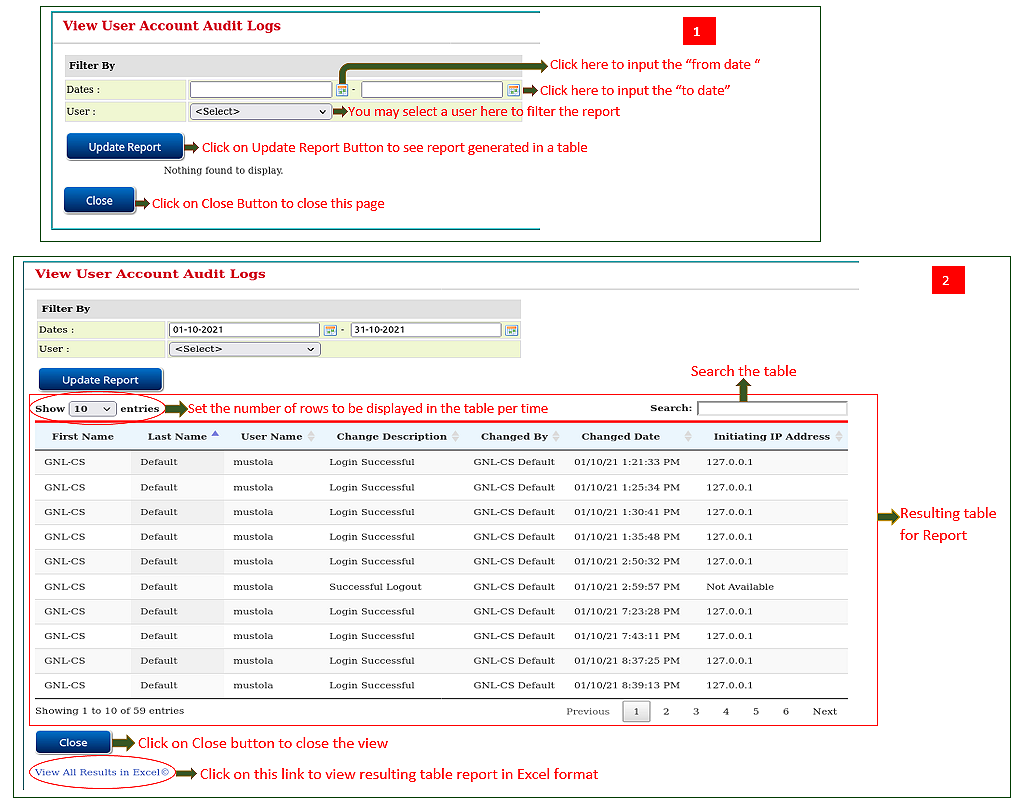 View User Account Audit Logs
1
Filter By
Click here to input the “from date “
Dates : - Click here to input the “to date”
User : <Select> You may select a user here to filter the report
Update Report Click on Update Report Button to see report generated in a table
Nothing found to display.
Close Click on Close Button to close this page
View User Account Audit Logs
2
Filter By
Dates : 01-10-2021 - 31-10-2021
User : <Select>
Search the table
Update Report
Show 10 entries Set the number of rows to be displayed in the table per time Search:
First Name Last Name User Name Change Description Changed By Changed Date Initiating IP Address
GNL-CS Default mustola Login Successful GNL-CS Default 01/10/21 1:21:33 PM 127.0.0.1
GNL-CS Default mustola Login Successful GNL-CS Default 01/10/21 1:25:34 PM 127.0.0.1
GNL-CS Default mustola Login Successful GNL-CS Default 01/10/21 1:30:41 PM 127.0.0.1
GNL-CS Default mustola Login Successful GNL-CS Default 01/10/21 1:35:48 PM 127.0.0.1
GNL-CS Default mustola Login Successful GNL-CS Default 01/10/21 2:50:32 PM 127.0.0.1
GNL-CS Default mustola Successful Logout GNL-CS Default 01/10/21 2:59:57 PM Not Available
GNL-CS Default mustola Login Successful GNL-CS Default 01/10/21 7:23:28 PM 127.0.0.1
GNL-CS Default mustola Login Successful GNL-CS Default 01/10/21 7:43:11 PM 127.0.0.1
GNL-CS Default mustola Login Successful GNL-CS Default 01/10/21 8:37:25 PM 127.0.0.1
GNL-CS Default mustola Login Successful GNL-CS Default 01/10/21 8:39:13 PM 127.0.0.1
Resulting table
for Report
Showing 1 to 10 of 59 entries Previous 1 2 3 4 5 6 Next
Close Click on Close button to close the view
View All Results in Excel© Click on this link to view resulting table report in Excel format